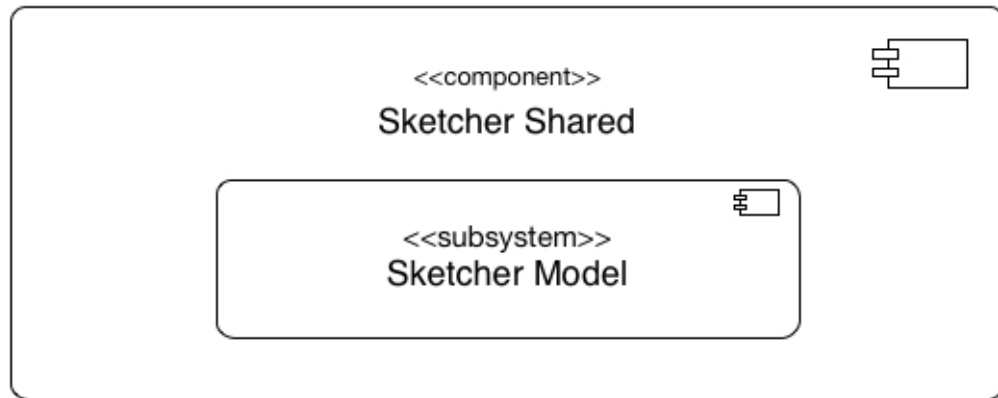 <<component>>
Sketcher Shared
<<subsystem>>
Sketcher Model